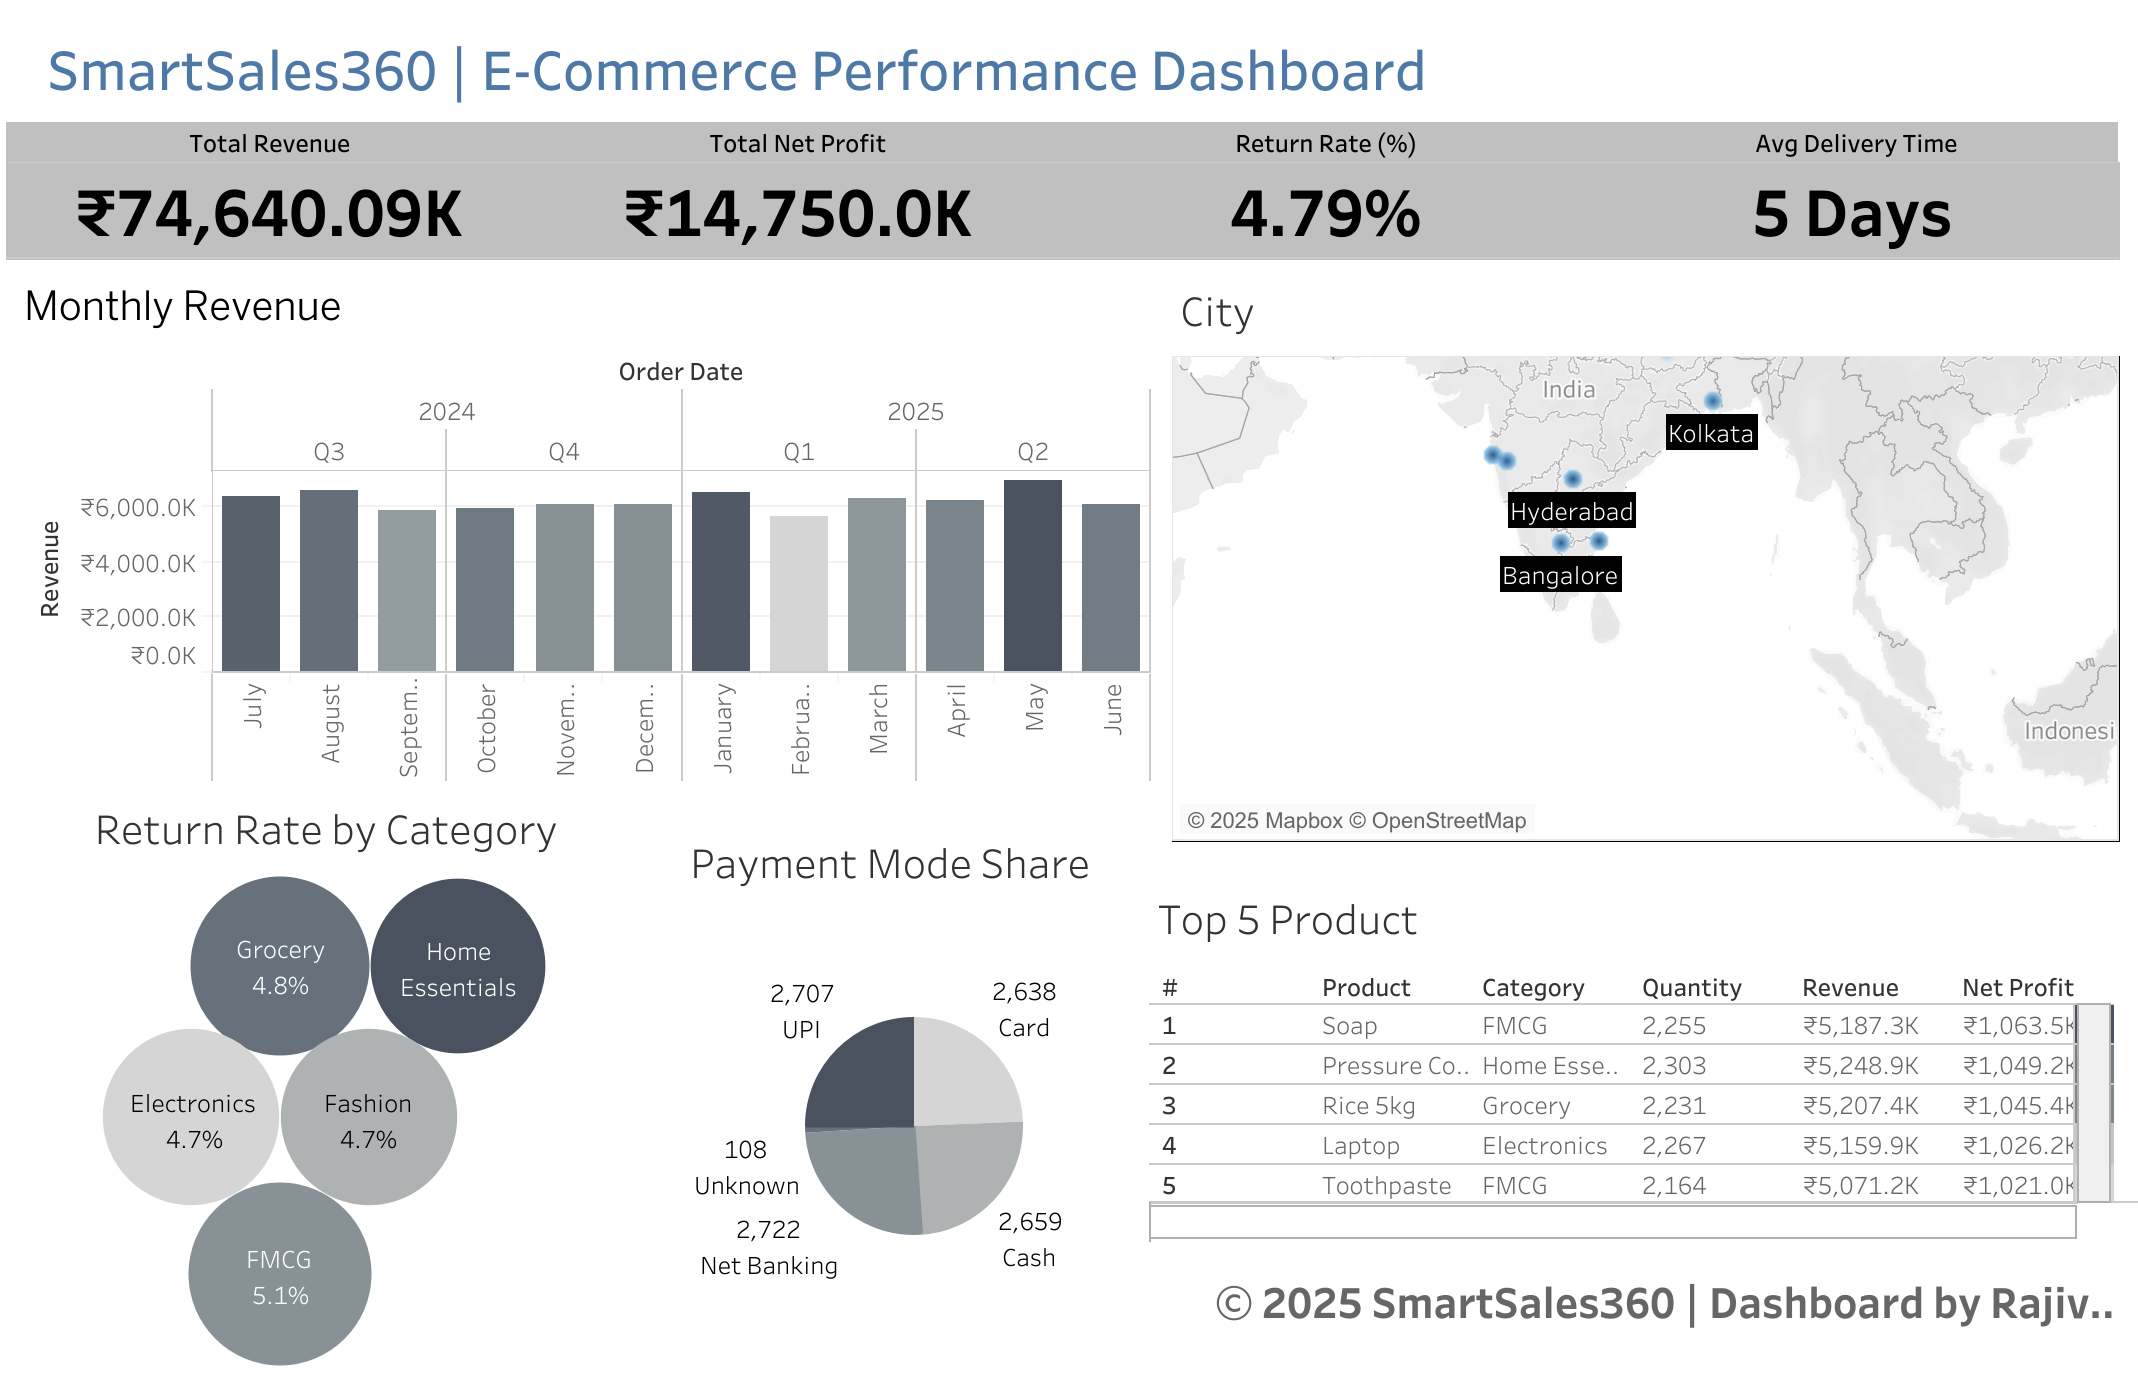 SmartSales360 | E-Commerce Performance Dashboard
Total Revenue
Total Net Profit
Return Rate (%)
Avg Delivery Time
₹74,640.09K
₹14,750.0K
4.79%
5 Days
Monthly Revenue
Order Date
2024
2025
Q3
Q4
Q1
Q2
Revenue
₹6,000.0K
₹4,000.0K
₹2,000.0K
₹0.0K
July
August
Septem..
October
Novem..
Decem..
January
Februa..
March
April
May
June
City
India
Kolkata
Hyderabad
Bangalore
Indonesi
© 2025 Mapbox © OpenStreetMap
Return Rate by Category
Grocery
4.8%
Home
Essentials
Electronics
4.7%
Fashion
4.7%
FMCG
5.1%
Payment Mode Share
2,707
UPI
2,638
Card
108
Unknown
2,722
Net Banking
2,659
Cash
Top 5 Product
# Product Category Quantity Revenue Net Profit
1 Soap FMCG 2,255 ₹5,187.3K ₹1,063.5K
2 Pressure Co.. Home Esse.. 2,303 ₹5,248.9K ₹1,049.2K
3 Rice 5kg Grocery 2,231 ₹5,207.4K ₹1,045.4K
4 Laptop Electronics 2,267 ₹5,159.9K ₹1,026.2K
5 Toothpaste FMCG 2,164 ₹5,071.2K ₹1,021.0K
© 2025 SmartSales360 | Dashboard by Rajiv..